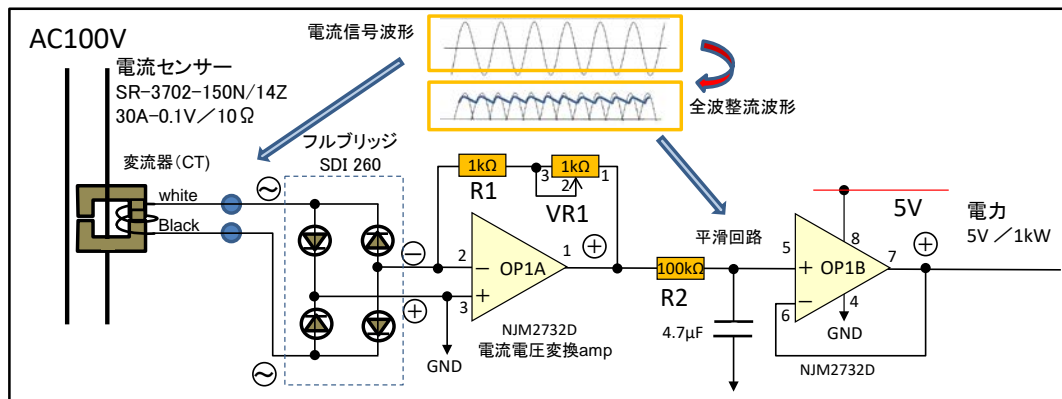 AC100V
電流センサー
SR-3702-150N/14Z
30A-0.1V/10Ω
変流器(CT)
white
Black
電流信号波形
全波整流波形
フルブリッジ
SDI 260
~
~
−
+
1kΩ
R1
3
1kΩ
2
1
VR1
2
−
OP1A
1
+
+
3
GND
NJM2732D
電流電圧変換amp
平滑回路
100kΩ
R2
4.7μF
5V
8
5
+
OP1B
7
+
6
−
4
GND
NJM2732D
電力
5V /1kW